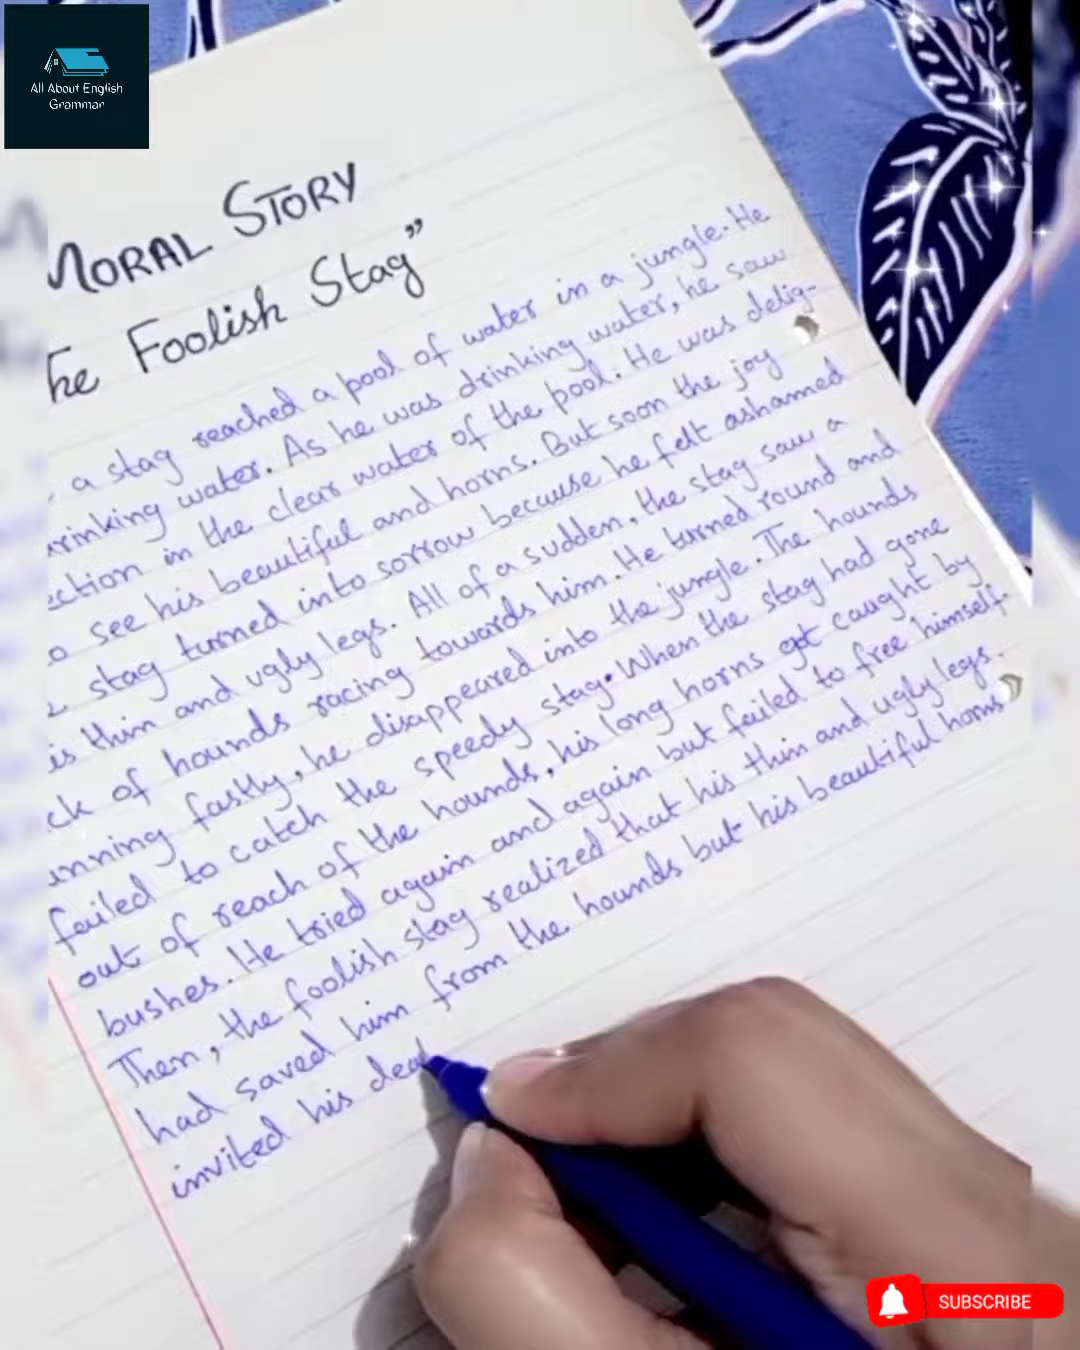 All About English
Grammar
MORAL STORY
he Foolish Stag"
a stag reached a pool of water in a jungle. He
rinking water. As he was drinking water, he saw
ection in the clear water of the pool. He was delig-
o see his beautiful and horns. But soon the joy
stag turned into sorrow because he felt ashamed
is thin and ugly legs. All of a sudden, the stag saw a
ck of hounds racing towards him. He turned round and
unning fastly, he disappeared into the jungle. The hounds
failed to catch the speedy stag. When the stag had gone
out of reach of the hounds, his long horns got caught by
bushes. He tried again and again but failed to free himself.
Then, the foolish stag realized that his thin and ugly legs.
had saved him from the hounds but his beautiful horns
invited his dea
SUBSCRIBE